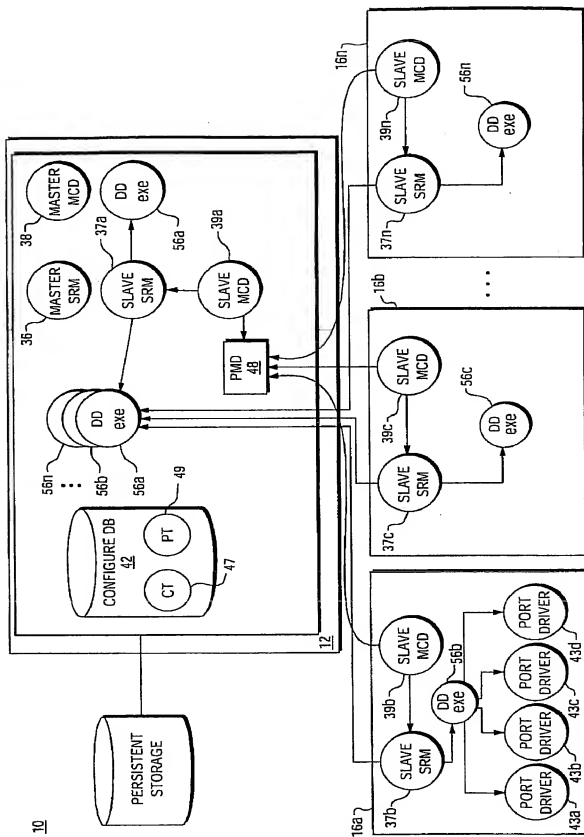 10
PERSISTENT
STORAGE
12
CONFIGURE DB
42
CT
PT
47
49
56n
56b
56a
DD
exe
MASTER
SRM
36
MASTER
MCD
38
SLAVE
SRM
37a
DD
exe
56a
SLAVE
MCD
39a
PMD
48
16a
SLAVE
SRM
37b
SLAVE
MCD
39b
DD
exe
56b
PORT
DRIVER
43a
PORT
DRIVER
43b
PORT
DRIVER
43c
PORT
DRIVER
43d
16b
SLAVE
SRM
37c
SLAVE
MCD
39c
DD
exe
56c
16n
SLAVE
SRM
37n
SLAVE
MCD
39n
DD
exe
56n